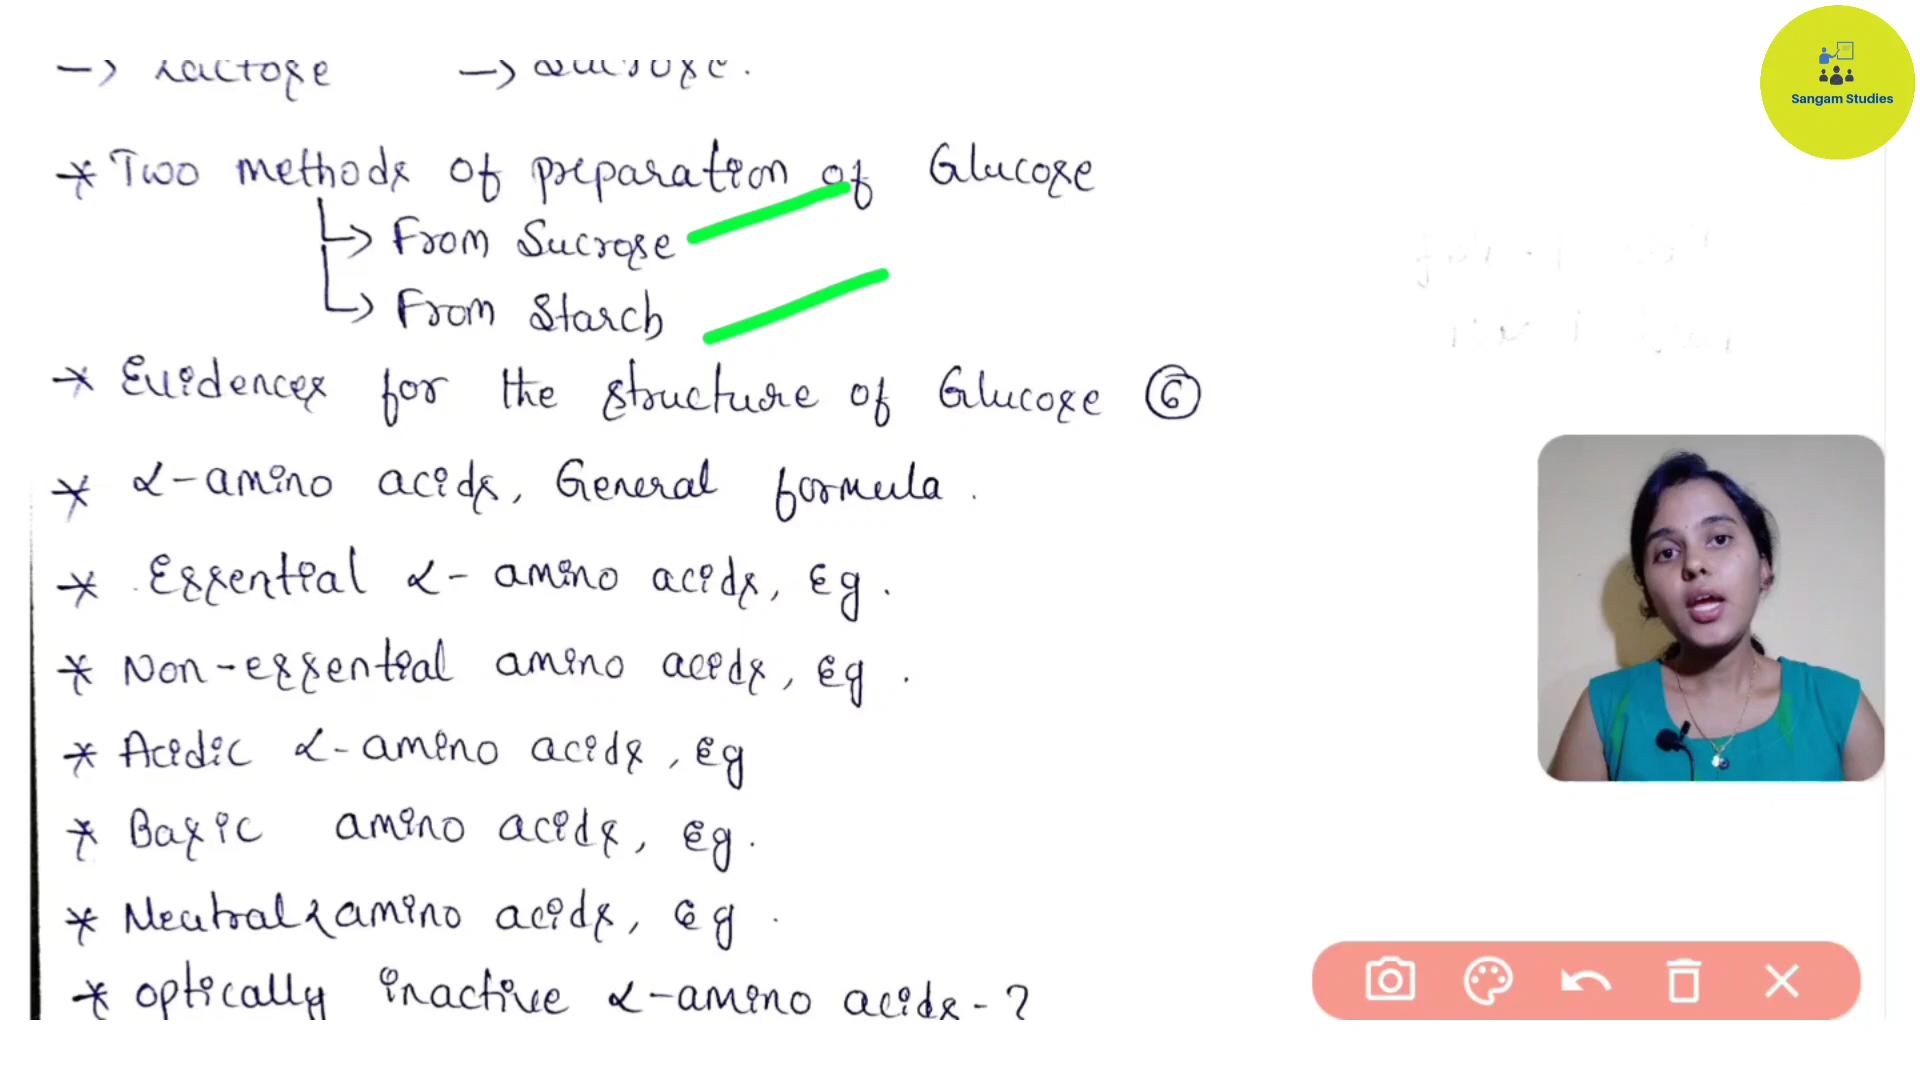 → Lactose → Sucrose.
Sangam Studies
* Two methods of preparation of Glucose
→ From Sucrose
→ From Starch
* Evidences for the structure of Glucose ⑥
* α-amino acids, General formula.
* Essential α-amino acids, Eg.
* Non-essential amino acids, Eg.
* Acidic α-amino acids, Eg
* Basic amino acids, Eg.
* Neutral α amino acids, Eg.
* optically inactive α-amino acids-?